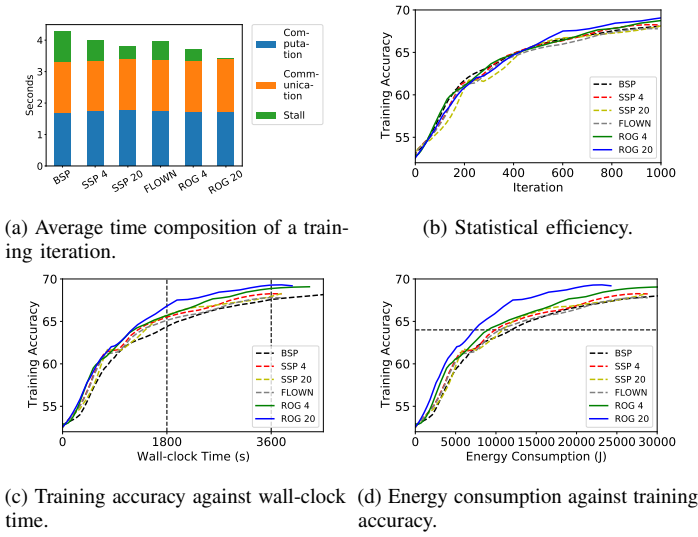 4
3
2
1
0
Seconds
BSP
SSP 4
SSP 20
FLOWN
ROG 4
ROG 20
Com-
puta-
tion
Comm-
unica-
tion
Stall
(a) Average time composition of a train-
ing iteration.
70
65
60
55
Training Accuracy
0 200 400 600 800 1000
Iteration
BSP
SSP 4
SSP 20
FLOWN
ROG 4
ROG 20
(b) Statistical efficiency.
70
65
60
55
Training Accuracy
0 1800 3600
Wall-clock Time (s)
BSP
SSP 4
SSP 20
FLOWN
ROG 4
ROG 20
(c) Training accuracy against wall-clock
time.
70
65
60
55
Training Accuracy
0 5000 10000 15000 20000 25000 30000
Energy Consumption (J)
BSP
SSP 4
SSP 20
FLOWN
ROG 4
ROG 20
(d) Energy consumption against training
accuracy.